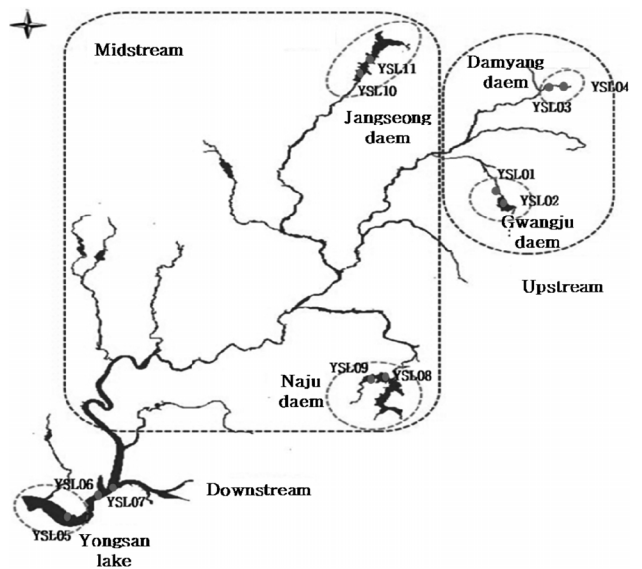 Midstream
YSL11
YSL10
Jangseong
daem
Damyang
daem
YSL04
YSL03
YSL01
YSL02
Gwangju
daem
Upstream
Naju
daem
YSL09
YSL08
YSL06
YSL07
Downstream
YSL05
Yongsan
lake